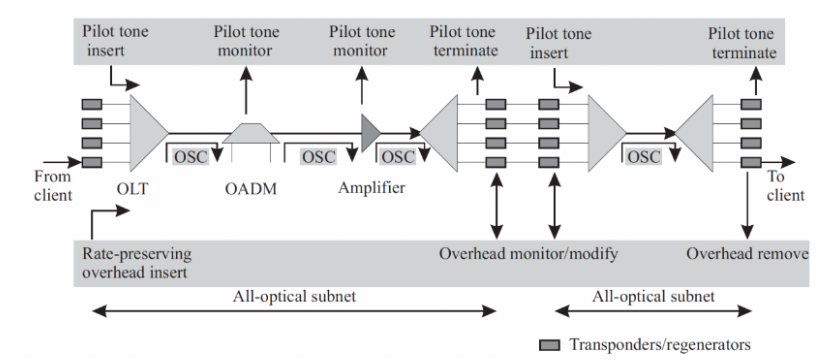 Pilot tone
insert
Pilot tone
monitor
Pilot tone
monitor
Pilot tone
terminate
Pilot tone
insert
Pilot tone
terminate
OSC
OSC
OSC
OSC
From
client
OLT
OADM
Amplifier
To
client
Rate-preserving
overhead insert
Overhead monitor/modify
Overhead remove
All-optical subnet
All-optical subnet
Transponders/regenerators